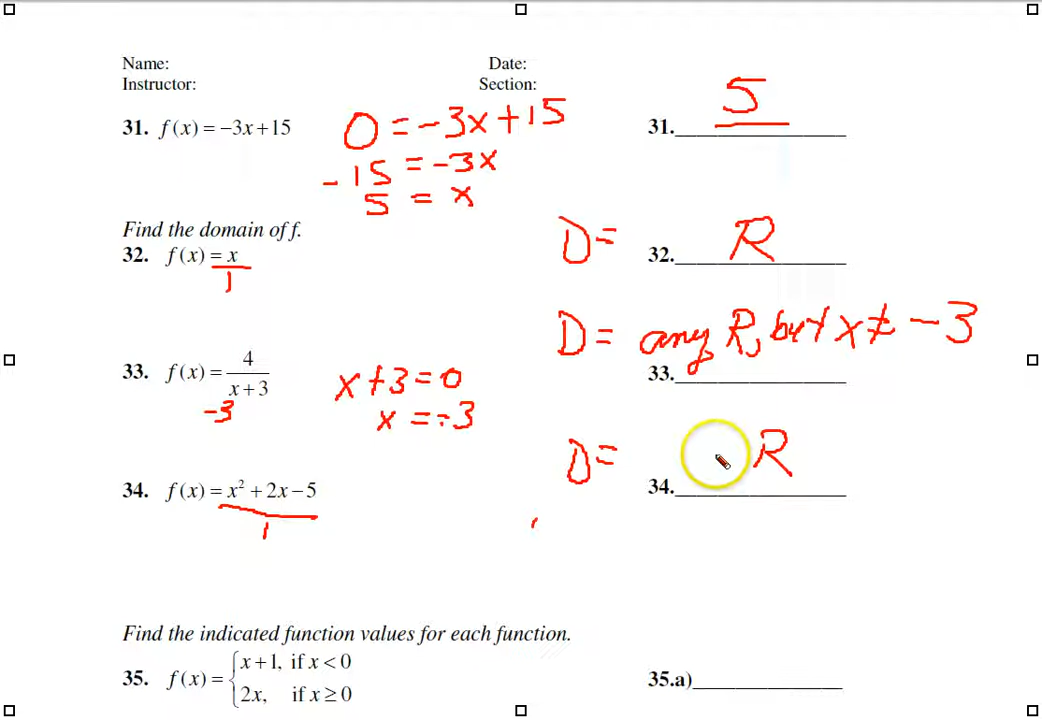 Name: Date:
Instructor: Section:
5
31. f(x) = −3x+15 0 = -3x+15 31.
-15 = -3x
5 = x
Find the domain of f.
D = R
32. f(x) = x 32.
1
D = any R, but x ≠ -3
33. f(x) = 4/(x+3) x+3=0 33.
-3 x = -3
D = R
34. f(x) = x² + 2x − 5 34.
1
Find the indicated function values for each function.
35. f(x) = { x+1, if x < 0 35.a)
2x, if x ≥ 0